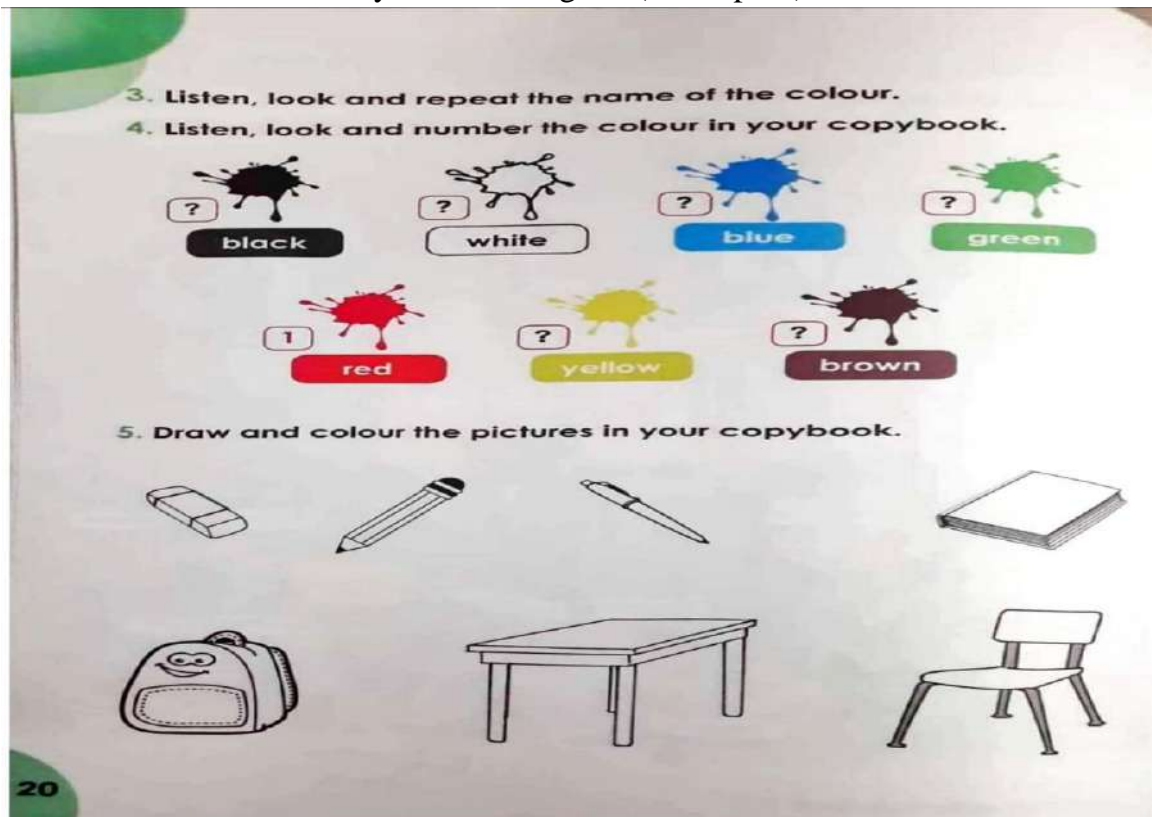 3. Listen, look and repeat the name of the colour.
4. Listen, look and number the colour in your copybook.
? ? ? ?
black white blue green
1 ? ?
red yellow brown
5. Draw and colour the pictures in your copybook.
20